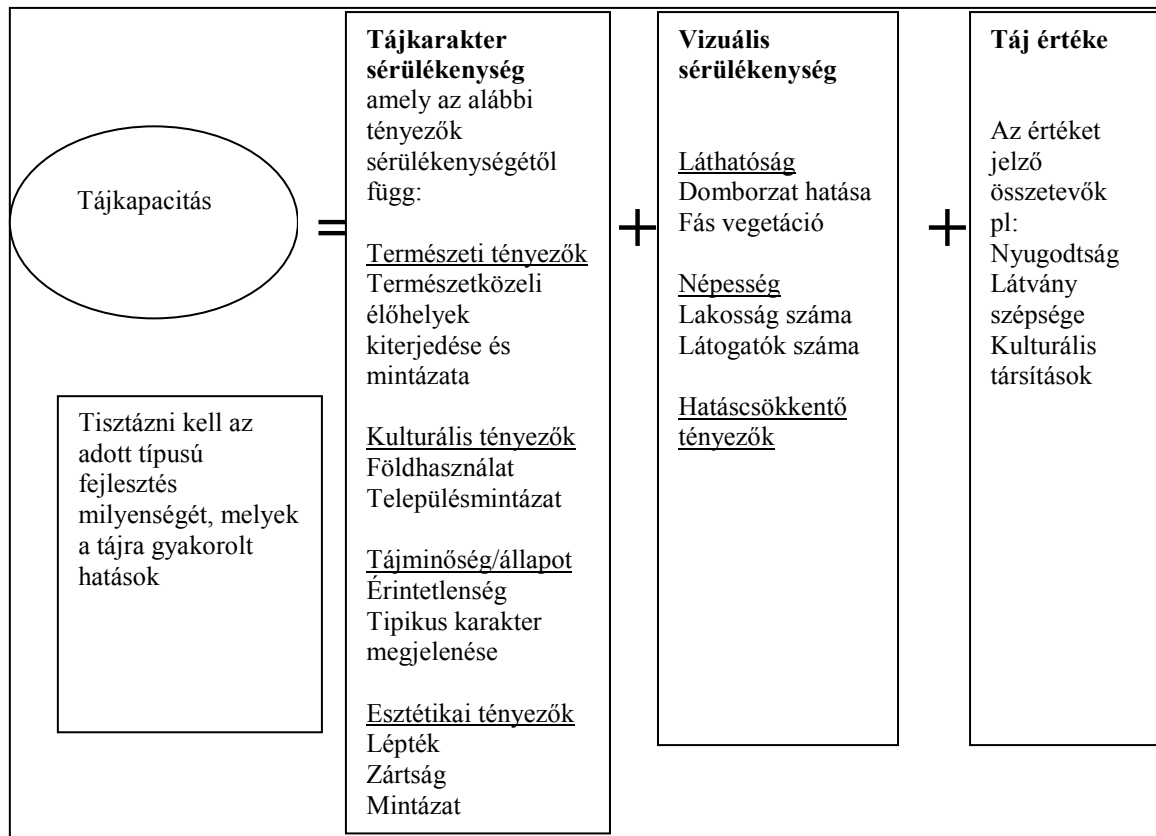 Tájkapacitás
Tisztázni kell az
adott típusú
fejlesztés
milyenségét, melyek
a tájra gyakorolt
hatások
=
Tájkarakter
sérülékenység
amely az alábbi
tényezők
sérülékenységétől
függ:
Természeti tényezők
Természetközeli
élőhelyek
kiterjedése és
mintázata
Kulturális tényezők
Földhasználat
Településmintázat
Tájminőség/állapot
Érintetlenség
Tipikus karakter
megjelenése
Esztétikai tényezők
Lépték
Zártság
Mintázat
+
Vizuális
sérülékenység
Láthatóság
Domborzat hatása
Fás vegetáció
Népesség
Lakosság száma
Látogatók száma
Hatáscsökkentő
tényezők
+
Táj értéke
Az értéket
jelző
összetevők
pl:
Nyugodtság
Látvány
szépsége
Kulturális
társítások